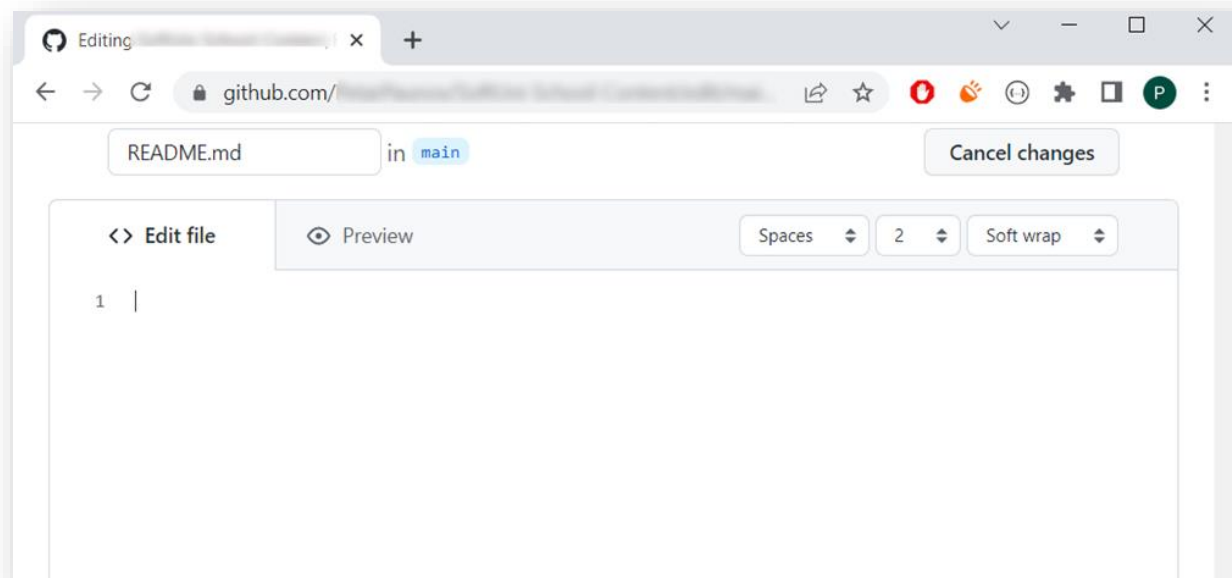 Editing
github.com/
P
README.md in main Cancel changes
<> Edit file Preview Spaces 2 Soft wrap
1